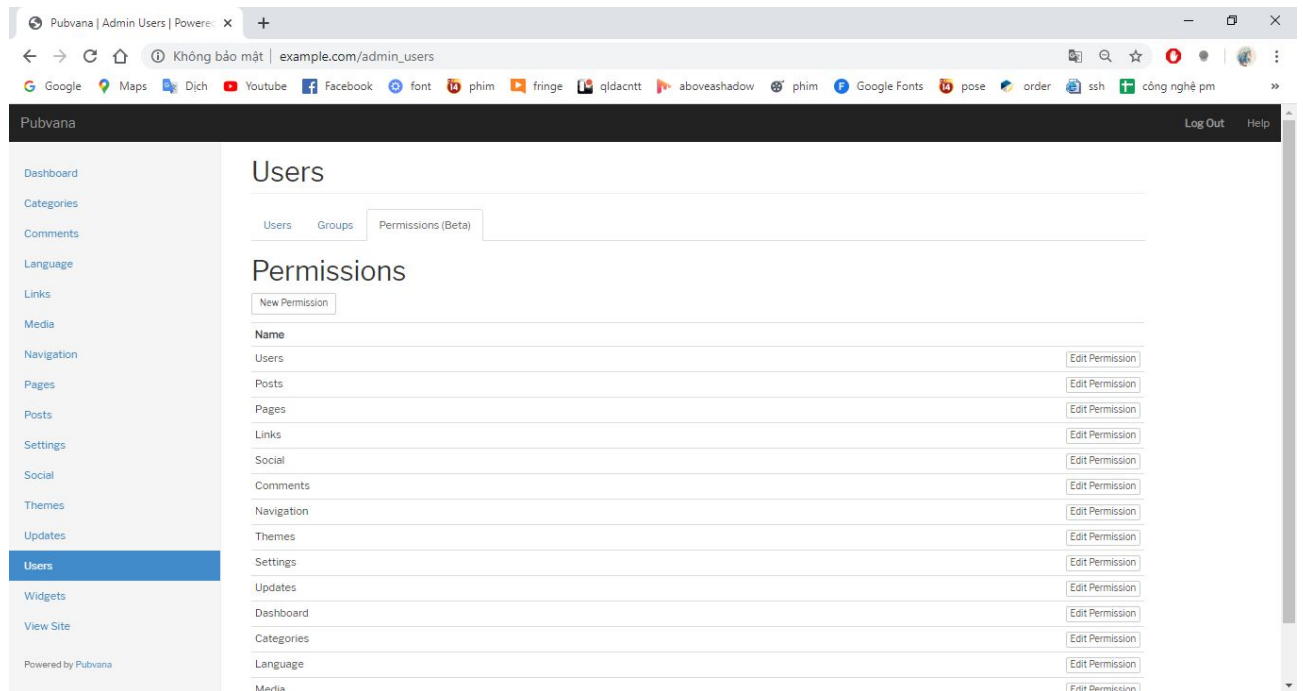 Pubvana | Admin Users | Powered
Không bảo mật | example.com/admin_users
Google Maps Dịch Youtube Facebook font phim fringe qldacntt aboveashadow phim Google Fonts pose order ssh công nghệ pm »
Pubvana Log Out Help
Dashboard
Categories
Comments
Language
Links
Media
Navigation
Pages
Posts
Settings
Social
Themes
Updates
Users
Widgets
View Site
Powered by Pubvana
Users
Users Groups Permissions (Beta)
Permissions
New Permission
Name
Users Edit Permission
Posts Edit Permission
Pages Edit Permission
Links Edit Permission
Social Edit Permission
Comments Edit Permission
Navigation Edit Permission
Themes Edit Permission
Settings Edit Permission
Updates Edit Permission
Dashboard Edit Permission
Categories Edit Permission
Language Edit Permission
Media Edit Permission